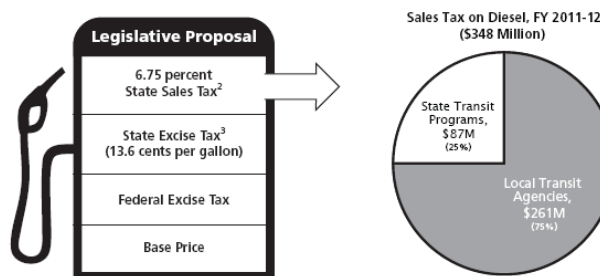 Legislative Proposal
6.75 percent
State Sales Tax2
State Excise Tax3
(13.6 cents per gallon)
Federal Excise Tax
Base Price
Sales Tax on Diesel, FY 2011-12
($348 Million)
State Transit
Programs,
$87M
(25%)
Local Transit
Agencies,
$261M
(75%)